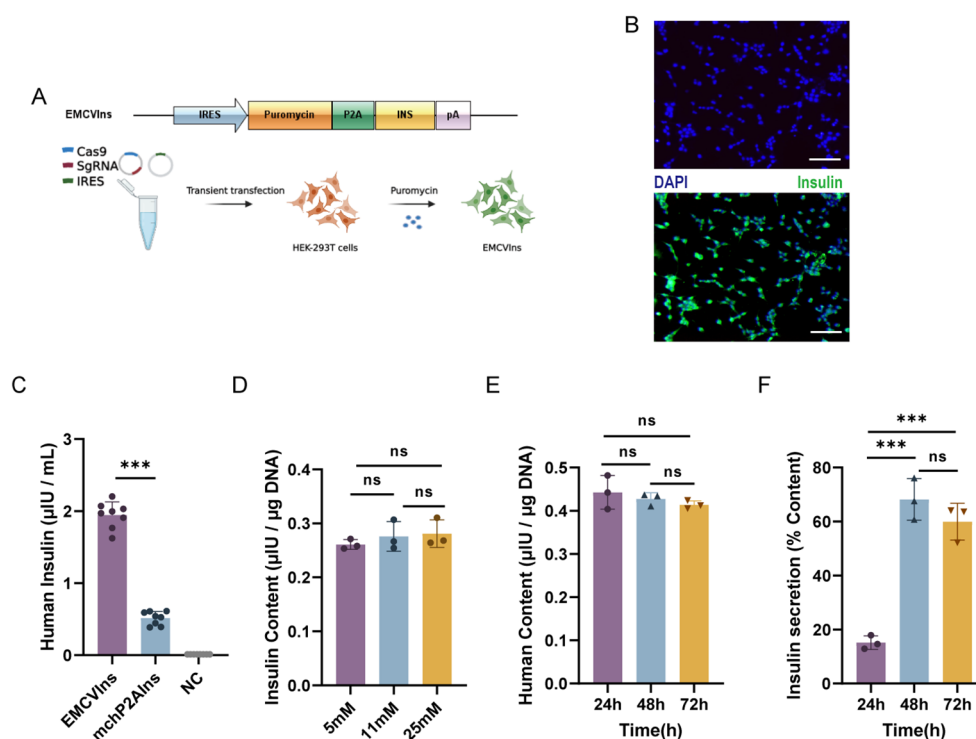 A
EMCVIns
IRES
Puromycin
P2A
INS
pA
Cas9
SgRNA
IRES
Transient transfection
Puromycin
HEK-293T cells
EMCVIns
B
DAPI
Insulin
C
Human Insulin (μIU / mL)
3
2
1
0
***
EMCVIns
mchP2AIns
NC
D
Insulin Content (μIU / μg DNA)
0.4
0.3
0.2
0.1
0.0
ns
ns
ns
5mM
11mM
25mM
E
Human Content (μIU / μg DNA)
0.5
0.4
0.3
0.2
0.1
0.0
ns
ns
ns
24h
48h
72h
Time(h)
F
Insulin secretion (% Content)
80
60
40
20
0
***
***
ns
24h
48h
72h
Time(h)